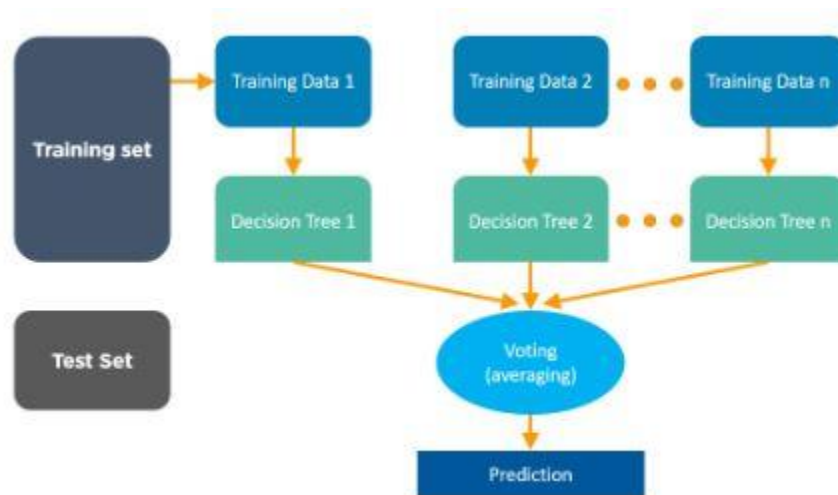 Training set
Training Data 1
Training Data 2
Training Data n
Decision Tree 1
Decision Tree 2
Decision Tree n
Test Set
Voting
(averaging)
Prediction